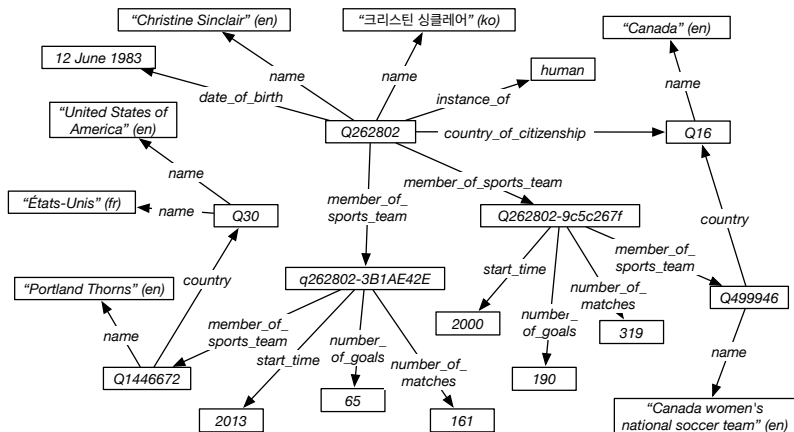 “Christine Sinclair” (en)
“크리스틴 싱클레어” (ko)
“Canada” (en)
12 June 1983
name
name
human
name
date_of_birth
instance_of
“United States of
America” (en)
Q262802
country_of_citizenship
Q16
name
member_of_sports_team
member_of_
sports_team
“États-Unis” (fr)
name
Q30
Q262802-9c5c267f
country
member_of_
sports_team
start_time
country
q262802-3B1AE42E
“Portland Thorns” (en)
number_of_
matches
Q499946
2000
number_
of_goals
319
name
member_of_
sports_team
start_time
number_
of_goals
number_of_
matches
name
Q1446672
190
65
2013
161
“Canada women's
national soccer team” (en)